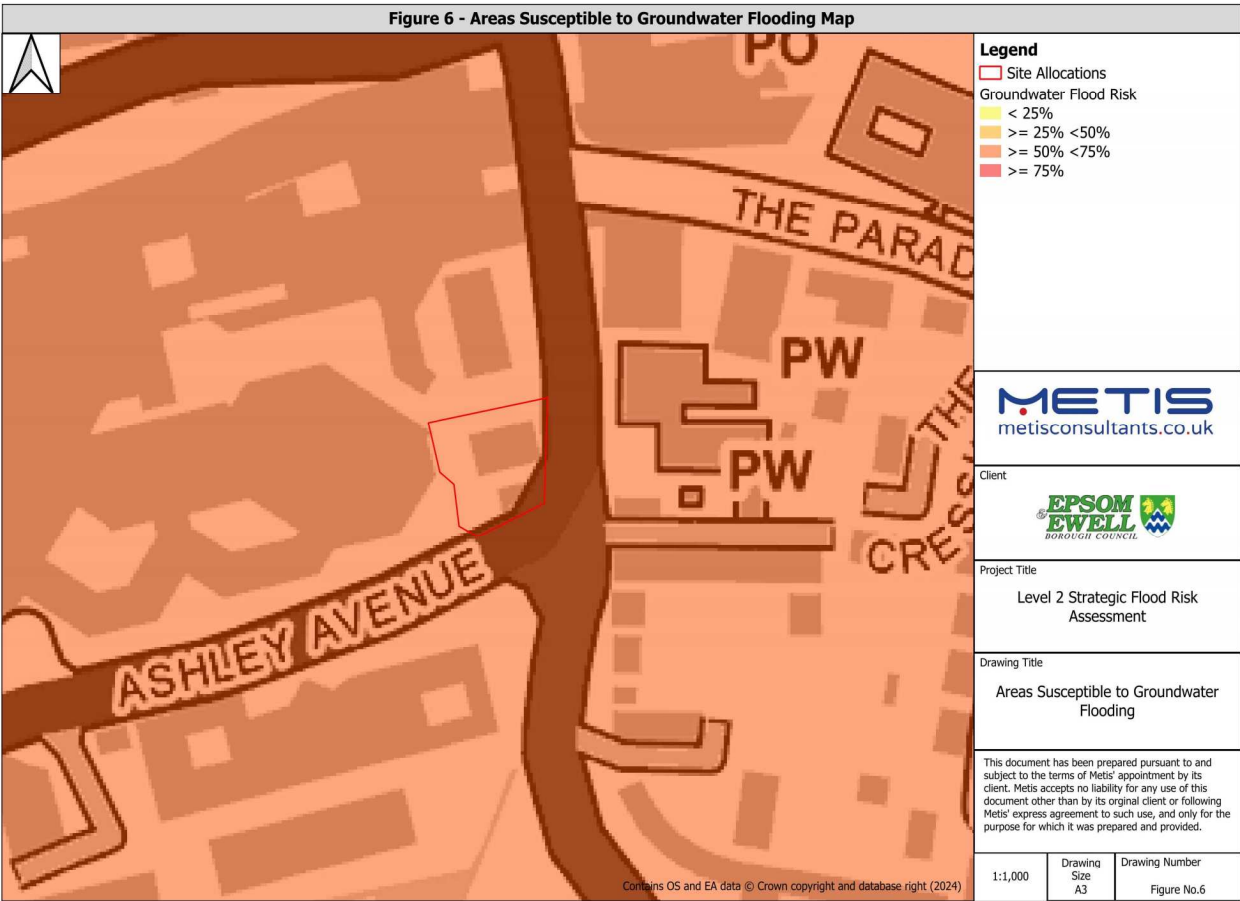 Figure 6 - Areas Susceptible to Groundwater Flooding Map
PO
THE PARAD
PW
THE
PW
CRES
ASHLEY AVENUE
Contains OS and EA data © Crown copyright and database right (2024)
Legend
Site Allocations
Groundwater Flood Risk
< 25%
>= 25% <50%
>= 50% <75%
>= 75%
METIS
metisconsultants.co.uk
Client
EPSOM
& EWELL
BOROUGH COUNCIL
Project Title
Level 2 Strategic Flood Risk
Assessment
Drawing Title
Areas Susceptible to Groundwater
Flooding
This document has been prepared pursuant to and
subject to the terms of Metis' appointment by its
client. Metis accepts no liability for any use of this
document other than by its orginal client or following
Metis' express agreement to such use, and only for the
purpose for which it was prepared and provided.
1:1,000
Drawing
Size
A3
Drawing Number
Figure No.6